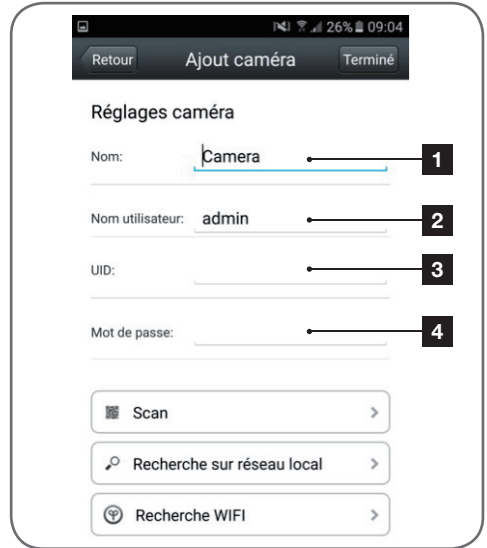 26% 09:04
Retour Ajout caméra Terminé
Réglages caméra
Nom: Camera 1
Nom utilisateur: admin 2
UID: 3
Mot de passe: 4
Scan
Recherche sur réseau local
Recherche WIFI